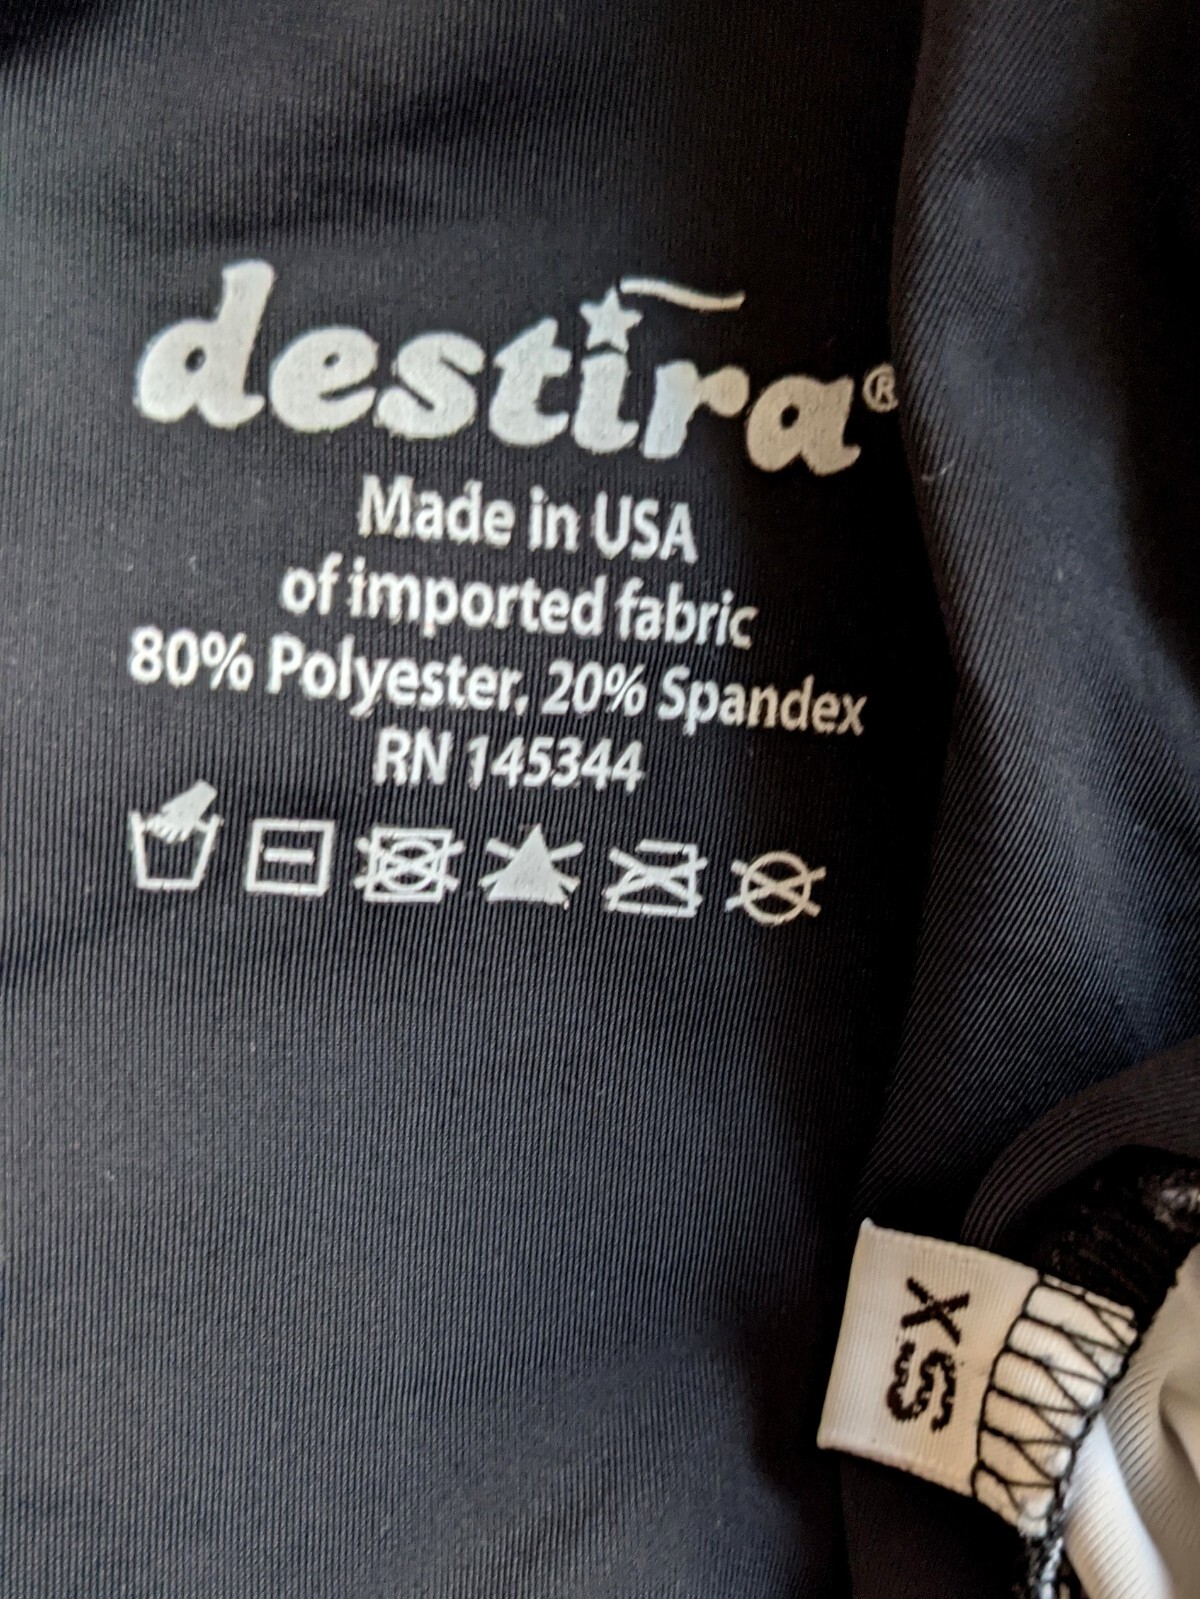 destira®
Made in USA
of imported fabric
80% Polyester, 20% Spandex
RN 145344
XS